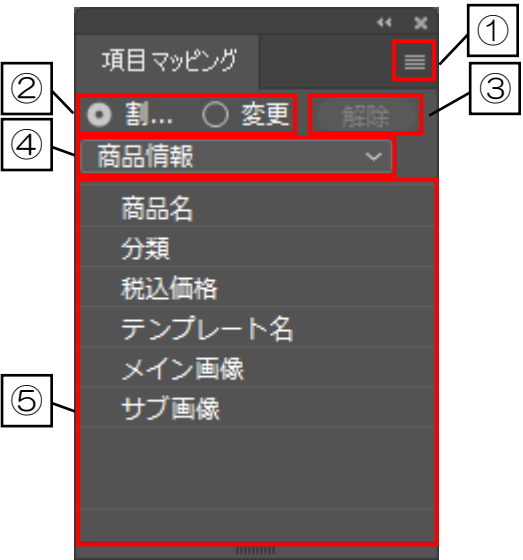 ①
項目マッピング
②
③
割... 変更 解除
④
商品情報
商品名
分類
税込価格
テンプレート名
メイン画像
⑤
サブ画像